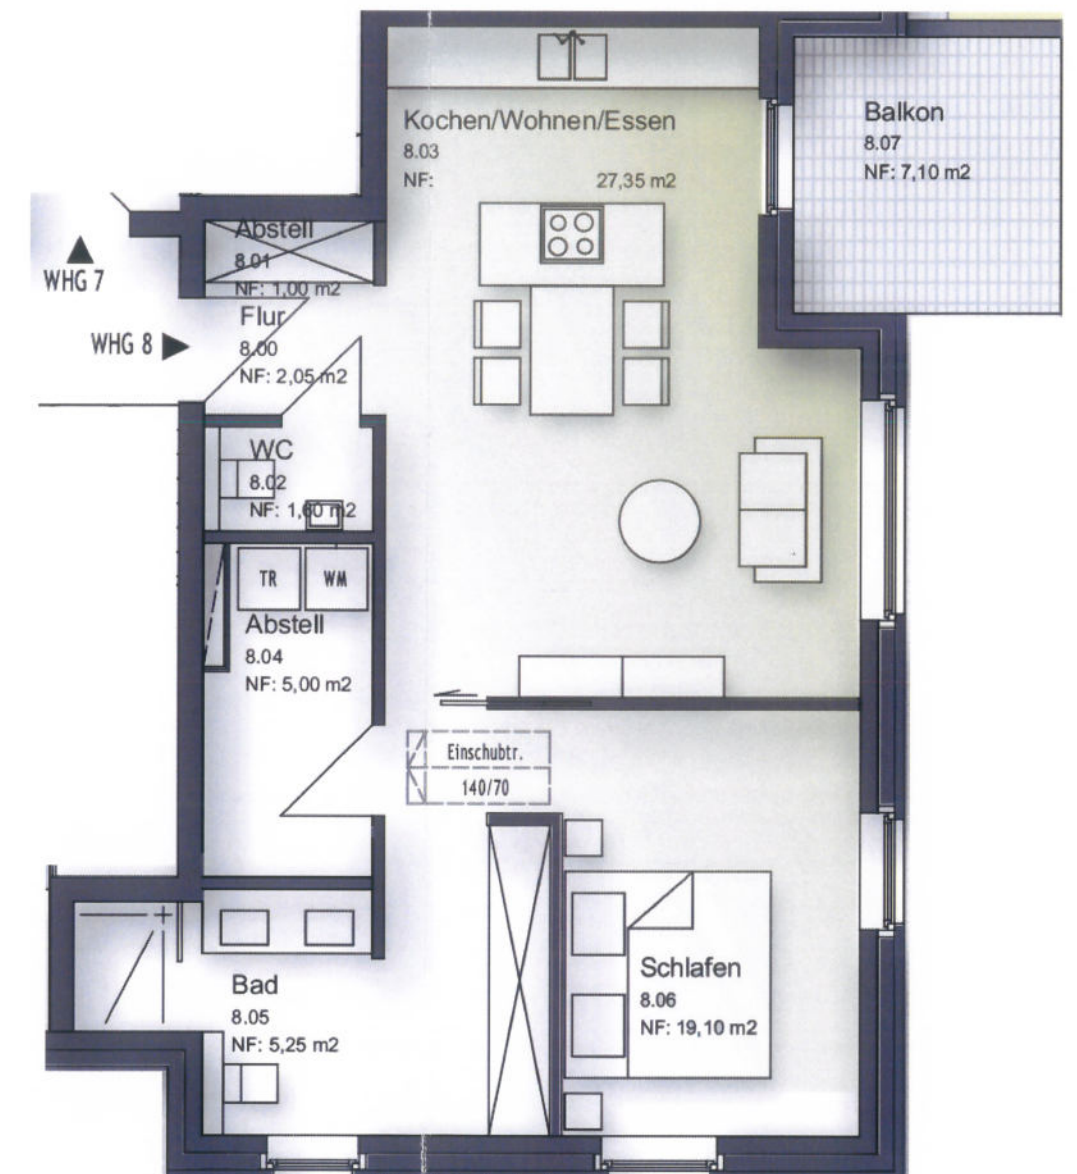 Kochen/Wohnen/Essen
8.03
NF: 27,35 m2
Balkon
8.07
NF: 7,10 m2
Abstell
8.01
NF: 1,00 m2
WHG 7
Flur
8.00
NF: 2,05 m2
WHG 8
WC
8.02
NF: 1,60 m2
TR
WM
Abstell
8.04
NF: 5,00 m2
Einschubtr.
140/70
Schlafen
8.06
NF: 19,10 m2
Bad
8.05
NF: 5,25 m2